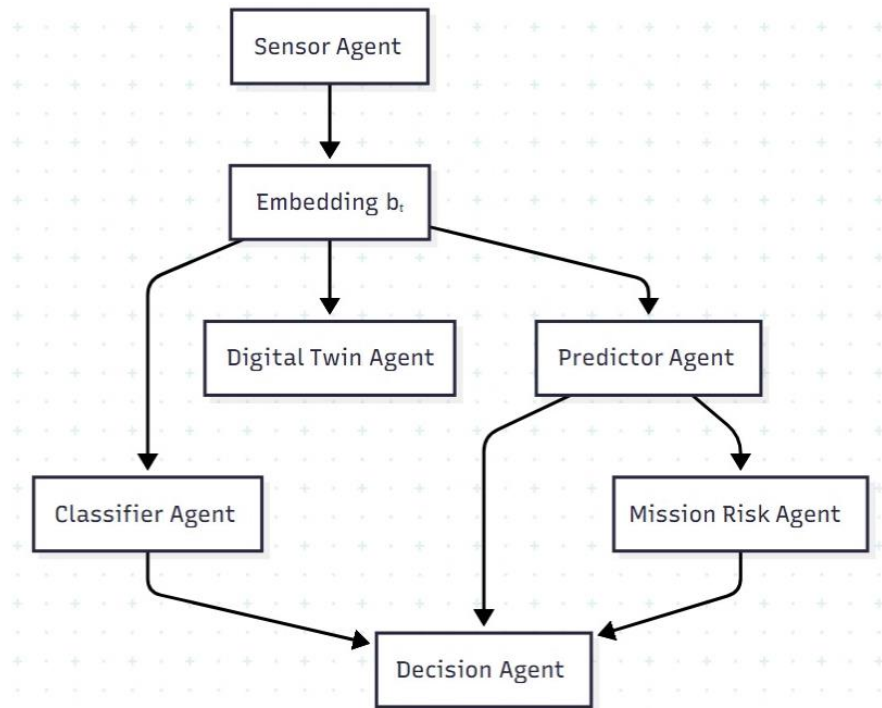 Sensor Agent
Embedding bₜ
Digital Twin Agent
Predictor Agent
Classifier Agent
Mission Risk Agent
Decision Agent